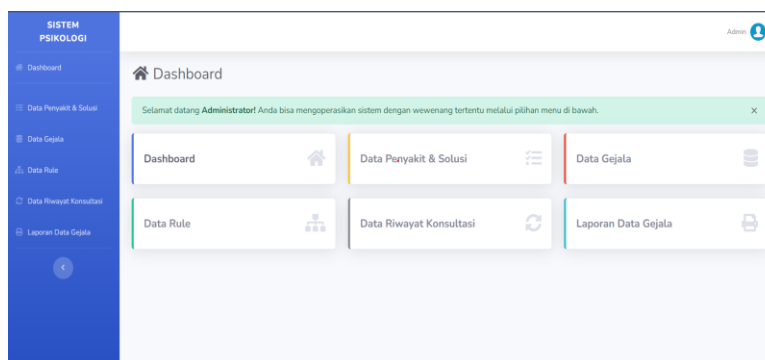 SISTEM
PSIKOLOGI
Admin
Dashboard
Data Penyakit & Solusi
Data Gejala
Data Rule
Data Riwayat Konsultasi
Laporan Data Gejala
Dashboard
Selamat datang Administrator! Anda bisa mengoperasikan sistem dengan wewenang tertentu melalui pilihan menu di bawah.
Dashboard
Data Penyakit & Solusi
Data Gejala
Data Rule
Data Riwayat Konsultasi
Laporan Data Gejala